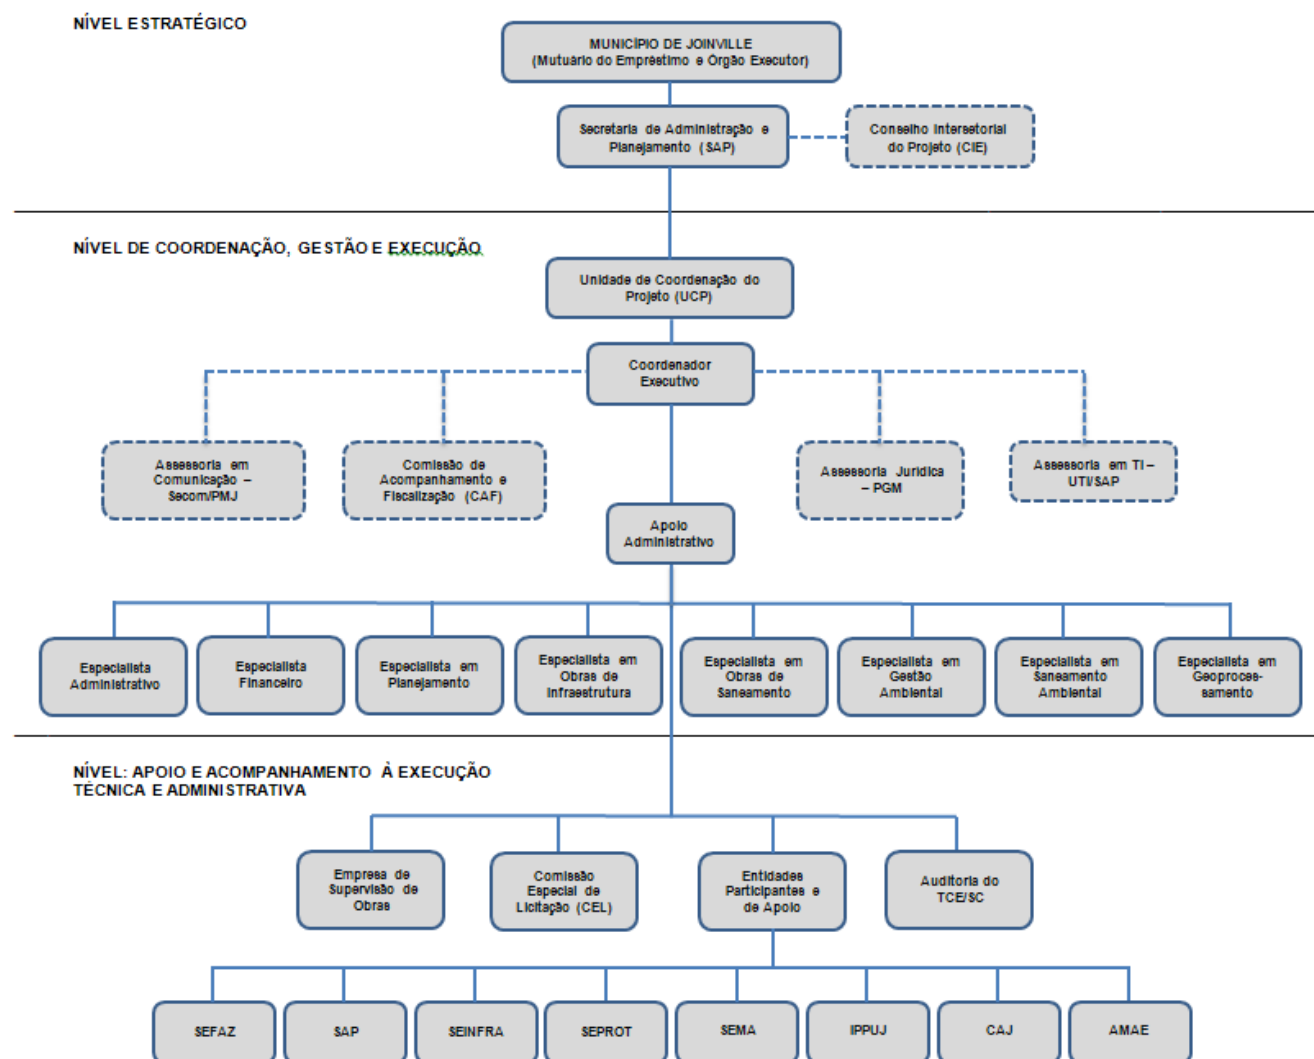 NÍVEL ESTRATÉGICO
MUNICÍPIO DE JOINVILLE
(Mutuário do Empréstimo e Órgão Executor)
Secretaria de Administração e
Planejamento (SAP)
Conselho Intersetorial
do Projeto (CIE)
NÍVEL DE COORDENAÇÃO, GESTÃO E EXECUÇÃO
Unidade de Coordenação do
Projeto (UCP)
Coordenador
Executivo
Assessoria em
Comunicação –
Secom/PMJ
Comissão de
Acompanhamento e
Fiscalização (CAF)
Assessoria Jurídica
– PGM
Assessoria em TI –
UTI/SAP
Apoio
Administrativo
Especialista
Administrativo
Especialista
Financeiro
Especialista em
Planejamento
Especialista em
Obras de
Infraestrutura
Especialista em
Obras de
Saneamento
Especialista em
Gestão
Ambiental
Especialista em
Saneamento
Ambiental
Especialista em
Geoproces-
samento
NÍVEL: APOIO E ACOMPANHAMENTO À EXECUÇÃO
TÉCNICA E ADMINISTRATIVA
Empresa de
Supervisão de
Obras
Comissão
Especial de
Licitação (CEL)
Entidades
Participantes e
de Apoio
Auditoria do
TCE/SC
SEFAZ
SAP
SEINFRA
SEPROT
SEMA
IPPUJ
CAJ
AMAE